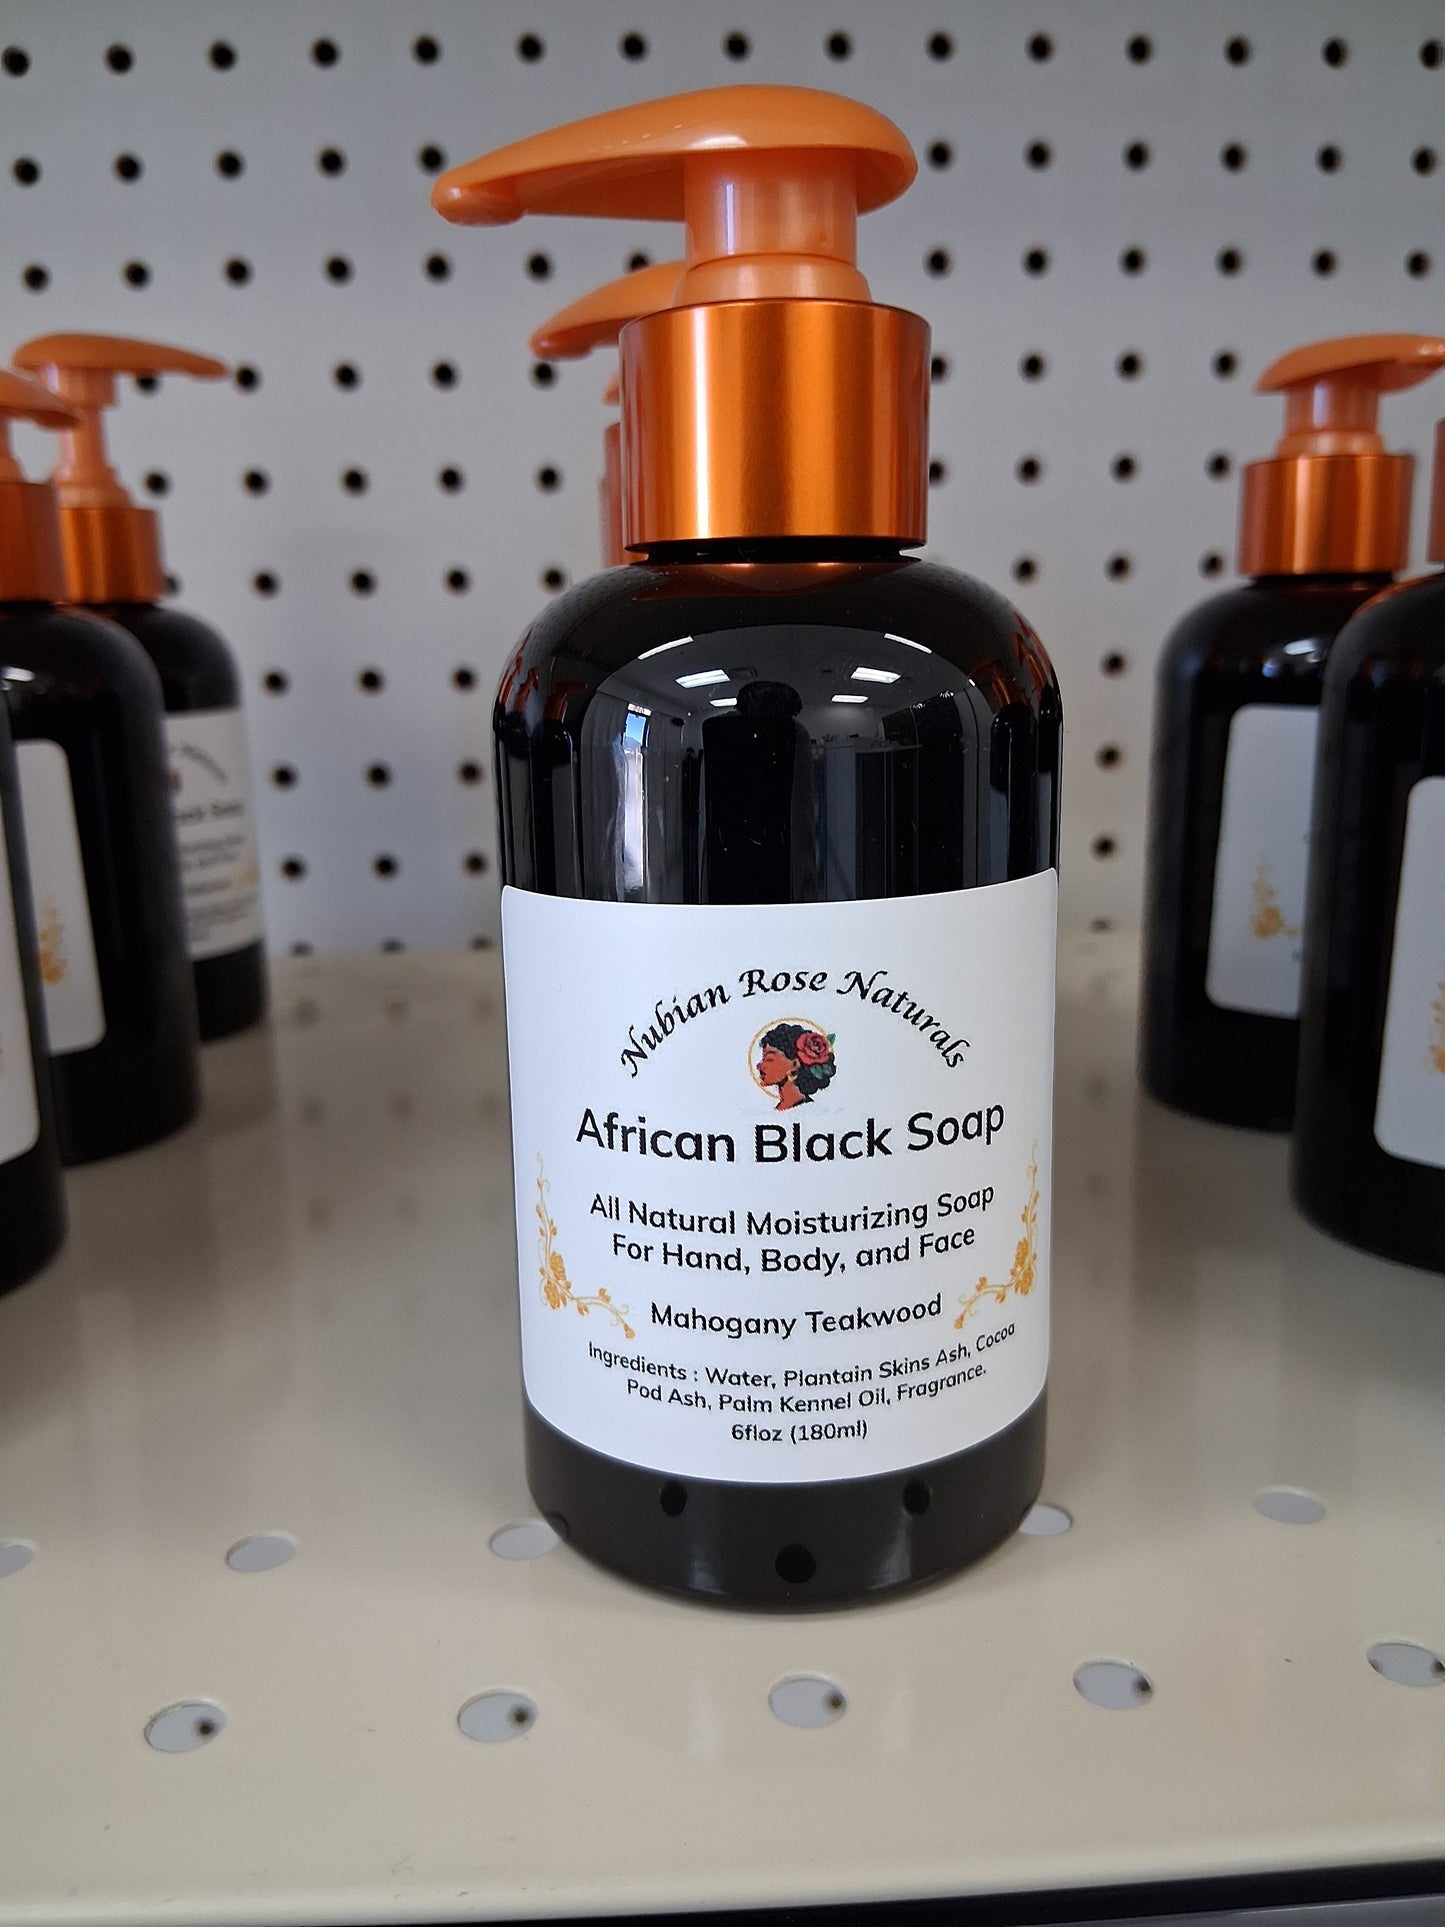 Nubian Rose Naturals
African Black Soap
All Natural Moisturizing Soap
For Hand, Body, and Face
Mahogany Teakwood
Ingredients : Water, Plantain Skins Ash, Cocoa
Pod Ash, Palm Kennel Oil, Fragrance.
6floz (180ml)